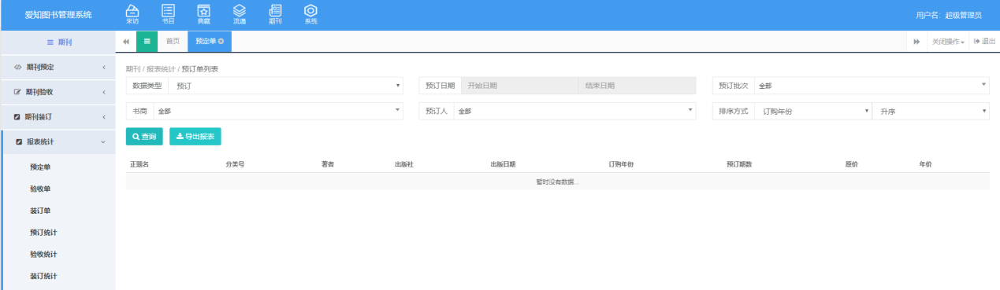 爱知图书管理系统 采访 书目 典藏 流通 期刊 系统 用户名：超级管理员
期刊 首页 预定单 关闭操作 退出
期刊预定
期刊验收
期刊装订
报表统计
预定单
验收单
装订单
预订统计
验收统计
装订统计
期刊 / 报表统计 / 预订单列表
数据类型 预订 预订日期 开始日期 结束日期 预订批次 全部
书商 全部 预订人 全部 排序方式 订购年份 升序
查询 导出报表
正题名 分类号 著者 出版社 出版日期 订购年份 预订期数 原价 年价
暂时没有数据...